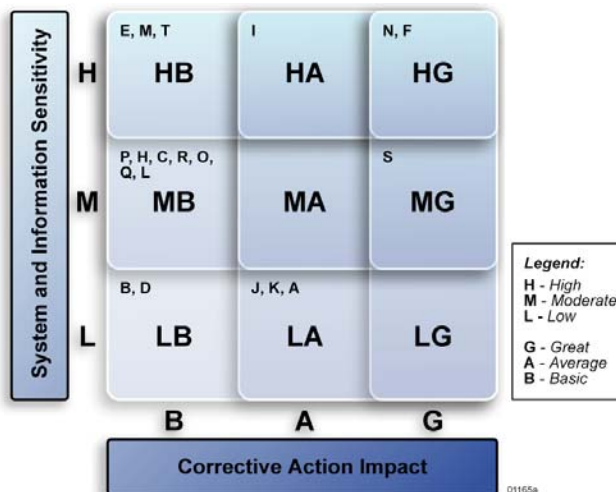 System and Information Sensitivity
H
E, M, T
HB
I
HA
N, F
HG
M
P, H, C, R, O,
Q, L
MB
MA
S
MG
L
B, D
LB
J, K, A
LA
LG
B
A
G
Corrective Action Impact
Legend:
H - High
M - Moderate
L - Low
G - Great
A - Average
B - Basic
01165a